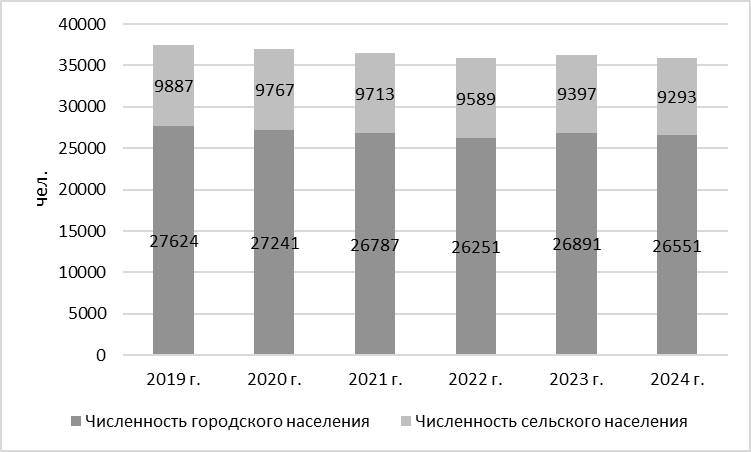 40000
35000
30000
25000
20000
15000
10000
5000
0
чел.
9887 9767 9713 9589 9397 9293
27624 27241 26787 26251 26891 26551
2019 г. 2020 г. 2021 г. 2022 г. 2023 г. 2024 г.
Численность городского населения Численность сельского населения